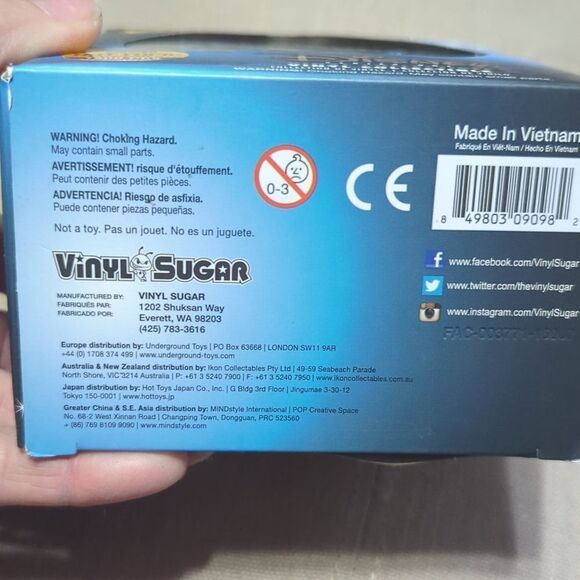 VINYL COLLECTIBLE
WARNING! Choking Hazard.
May contain small parts.
AVERTISSEMENT! risque d'étouffement.
Peut contenir des petites pièces.
ADVERTENCIA! Riesgo de asfixia.
Puede contener piezas pequeñas.
Not a toy. Pas un jouet. No es un juguete.
0-3
CE
Made In Vietnam
Fabriqué En Viêt-Nam / Hecho En Vietnam
8 49803 09098 2
VINYL SUGAR
MANUFACTURED BY: VINYL SUGAR
FABRIQUÉS PAR: 1202 Shuksan Way
FABRICADO POR: Everett, WA 98203
(425) 783-3616
f www.facebook.com/VinylSugar
www.twitter.com/thevinylsugar
www.instagram.com/VinylSugar
Europe distribution by: Underground Toys | PO Box 63668 | LONDON SW11 9AR
+44 (0) 1708 374 499 | www.underground-toys.com
Australia & New Zealand distribution by: Ikon Collectables Pty Ltd | 49-59 Seabeach Parade
North Shore, VIC 3214 Australia | P: +61 3 5240 7900 | F: +61 3 5240 7950 | www.ikoncollectables.com.au
Japan distribution by: Hot Toys Japan Co., Inc. | G Bldg 3rd Floor | Jingumae 3-30-12
Tokyo 150-0001 | www.hottoys.jp
Greater China & S.E. Asia distribution by: MINDstyle International | POP Creative Space
No. 68-2 West Xinnan Road | Changping Town, Dongguan, PRC 523560
+ (86) 769 8109 9090 | www.mindstyle.com